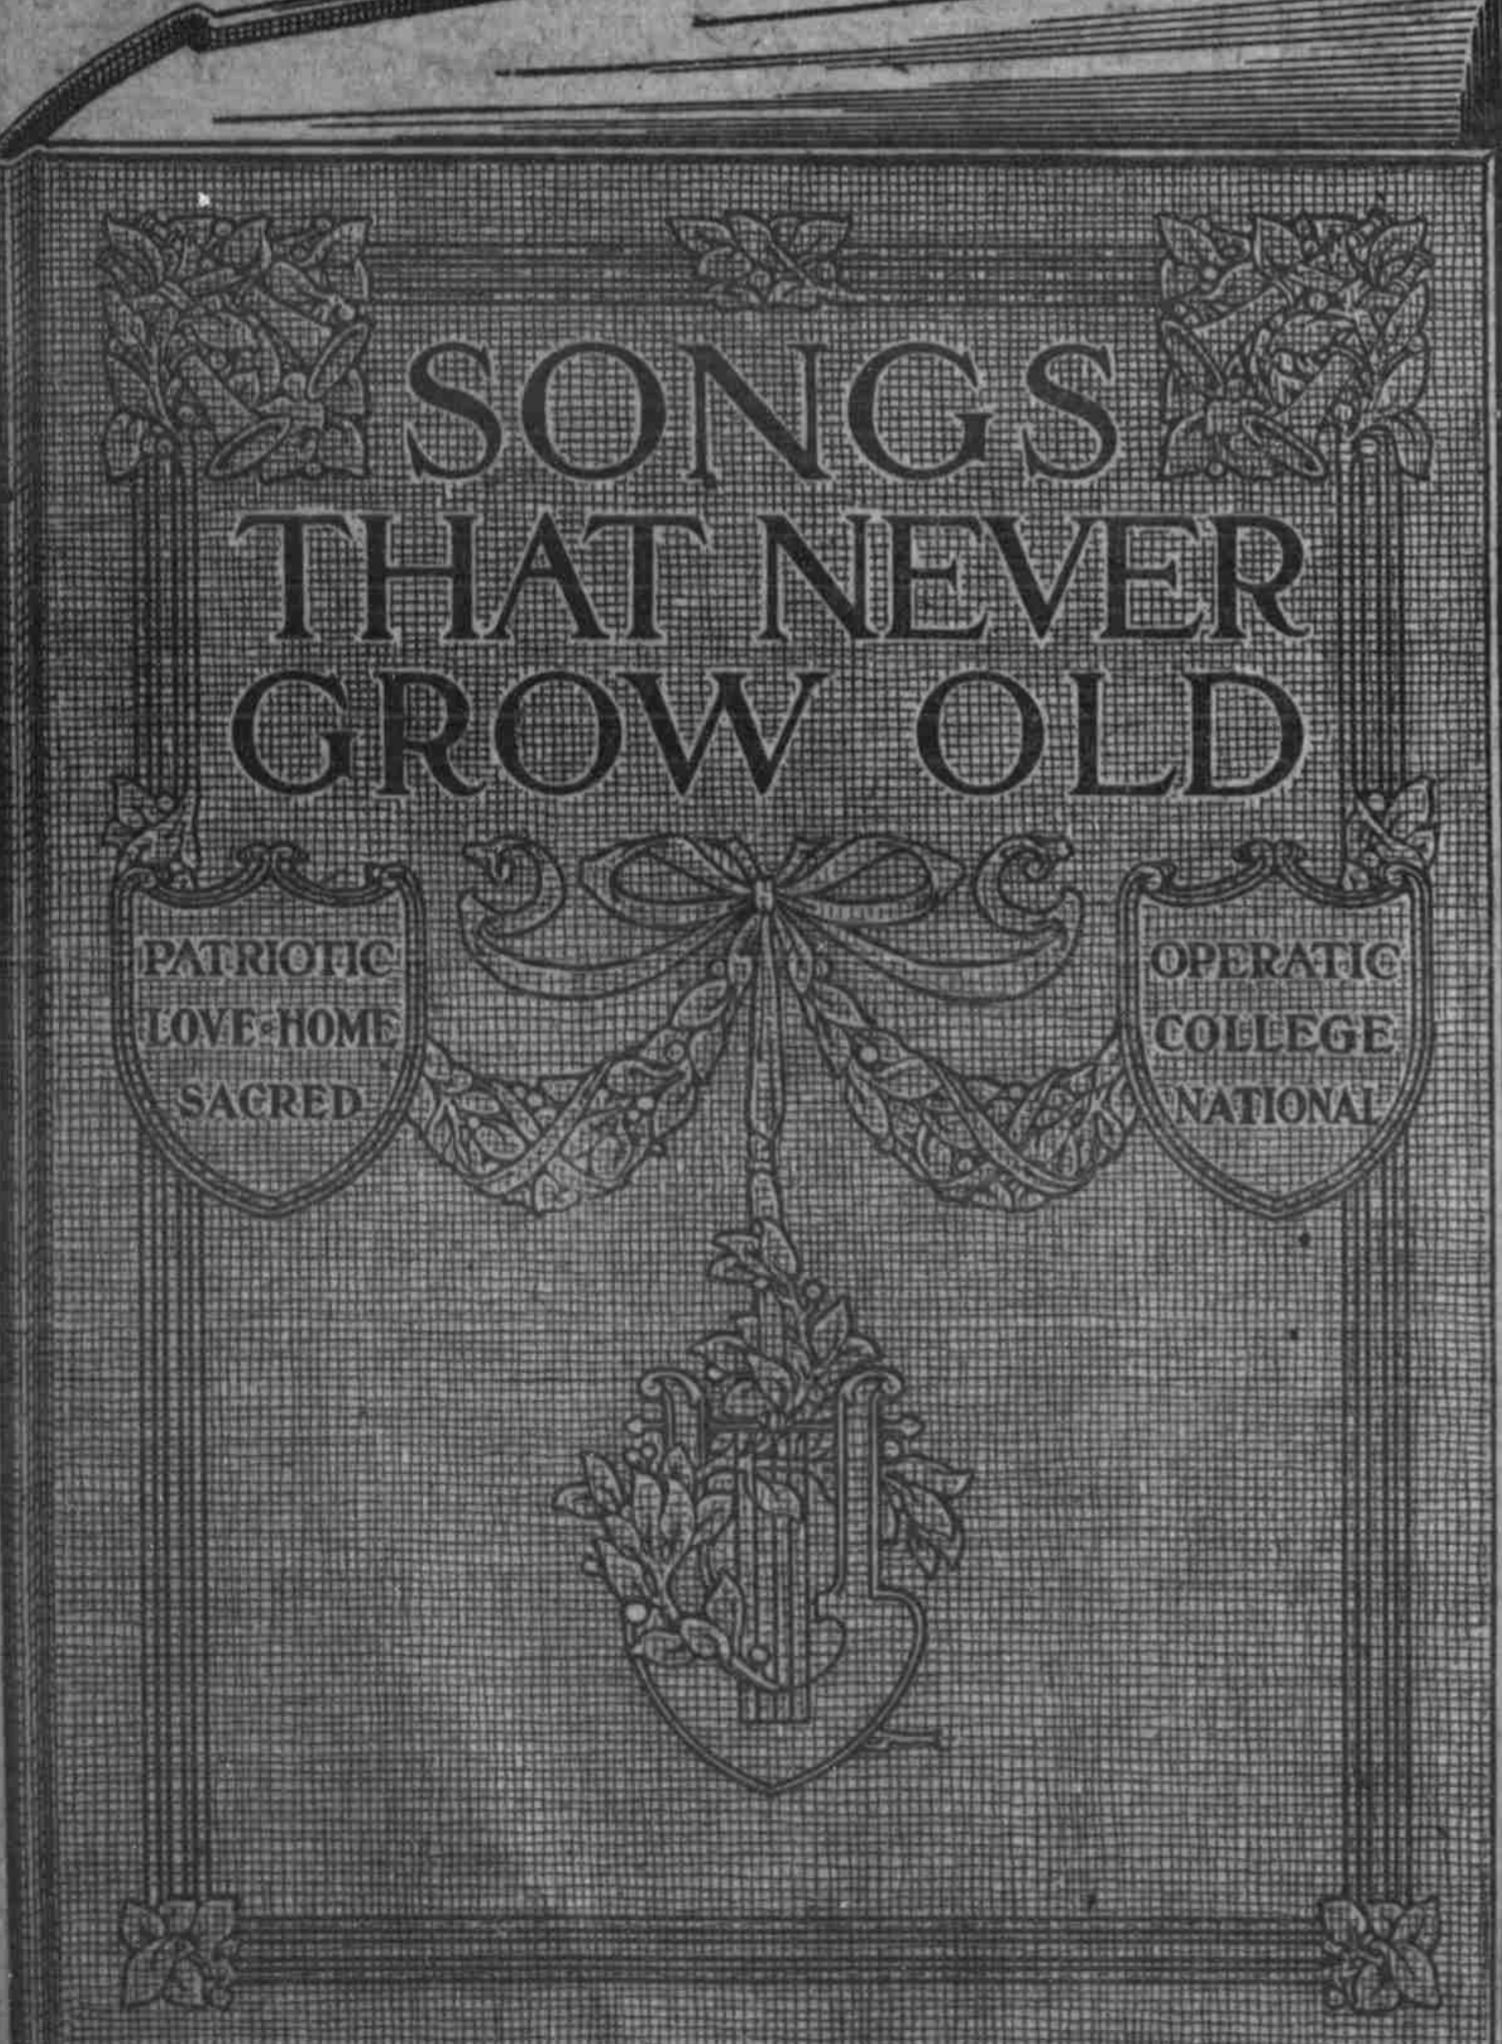 SONGS
THAT NEVER
GROW OLD
PATRIOTIC
LOVE-HOME
SACRED
OPERATIC
COLLEGE
NATIONAL